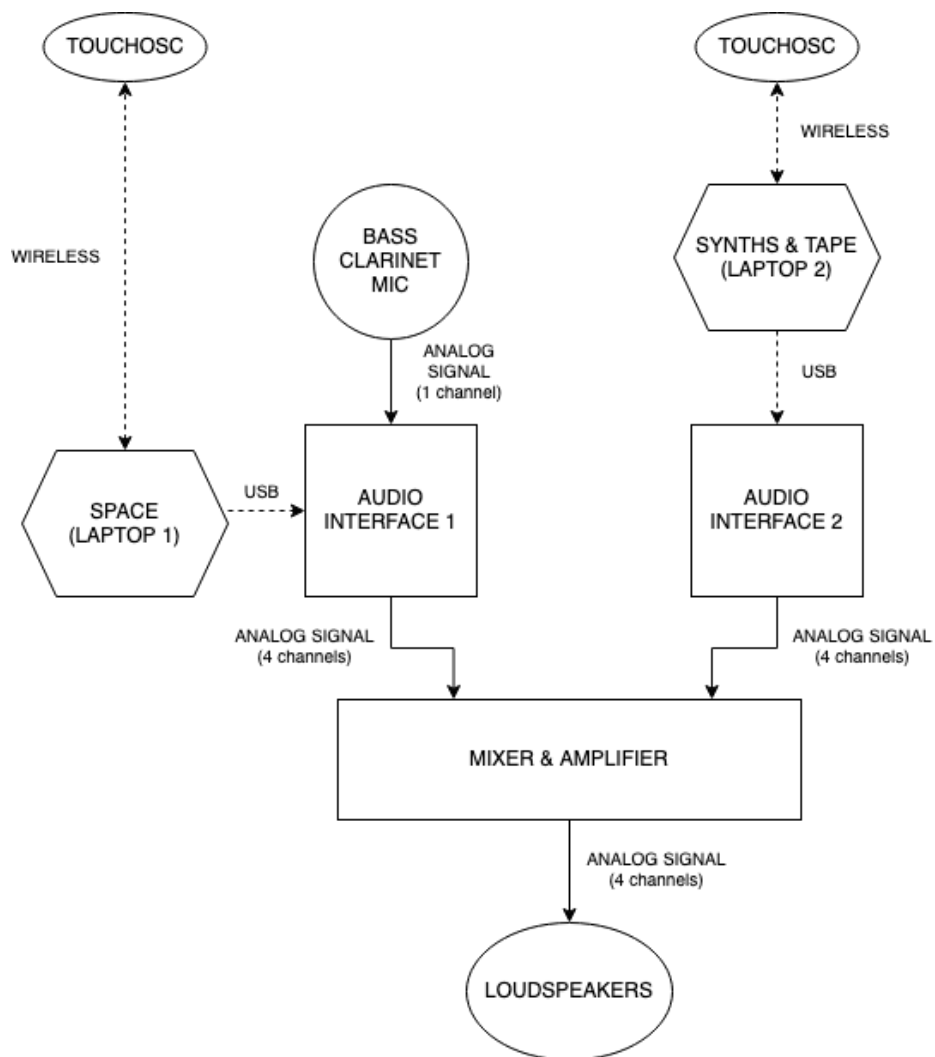 TOUCHOSC
TOUCHOSC
WIRELESS
WIRELESS
BASS
CLARINET
MIC
SYNTHS & TAPE
(LAPTOP 2)
ANALOG
SIGNAL
(1 channel)
USB
SPACE
(LAPTOP 1)
USB
AUDIO
INTERFACE 1
AUDIO
INTERFACE 2
ANALOG SIGNAL
(4 channels)
ANALOG SIGNAL
(4 channels)
MIXER & AMPLIFIER
ANALOG SIGNAL
(4 channels)
LOUDSPEAKERS